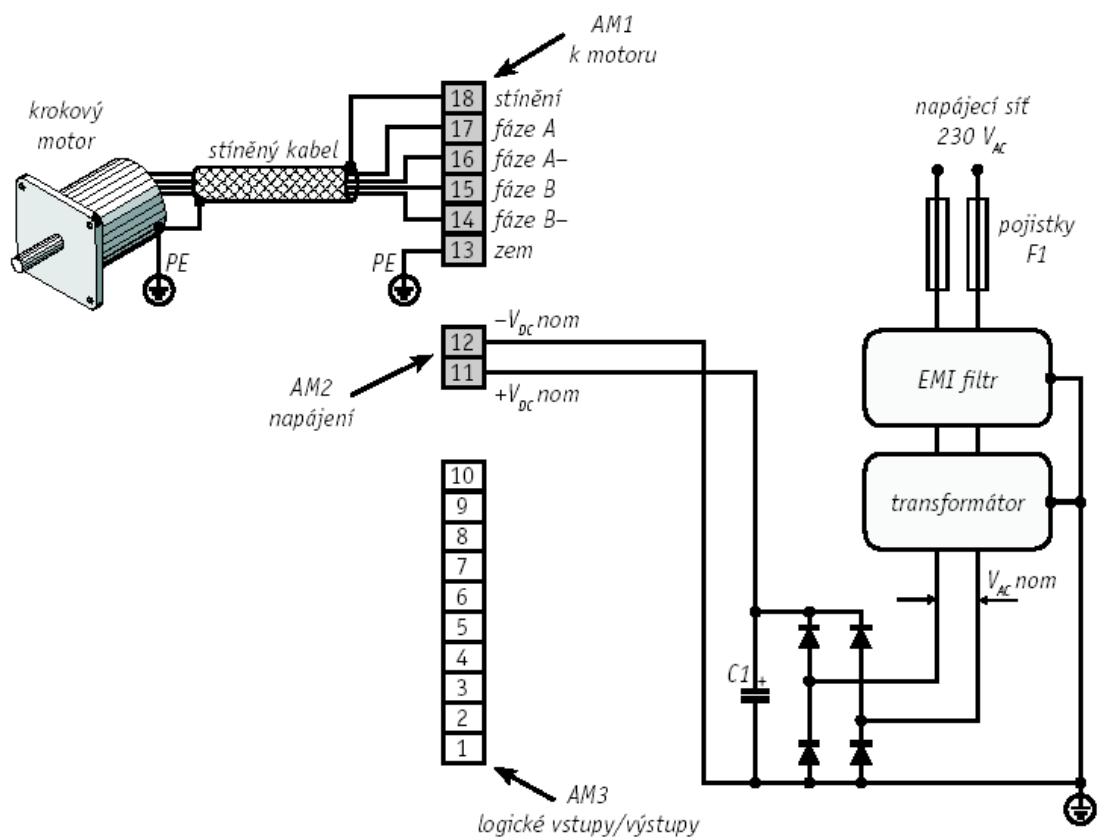 AM1
k motoru
krokový
motor
stíněný kabel
18 stínění
17 fáze A
16 fáze A–
15 fáze B
14 fáze B–
13 zem
PE
PE
napájecí síť
230 VAC
pojistky
F1
12 –VDC nom
11 +VDC nom
AM2
napájení
EMI filtr
transformátor
VAC nom
10
9
8
7
6
5
4
3
2
1
C1
+
AM3
logické vstupy/výstupy